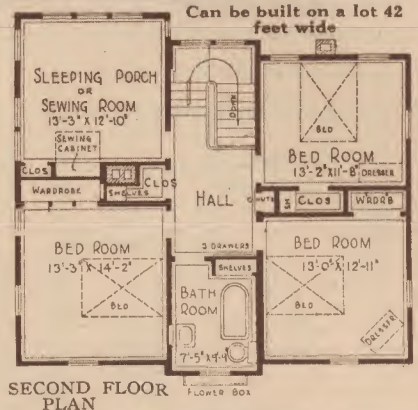 Can be built on a lot 42
feet wide
SLEEPING PORCH
OR
SEWING ROOM
13'-3" X 12'-10"
SEWING
CABINET
CLOS
WARDROBE
SHELVES
CLOS
DOWN
HALL
BED
BED ROOM
13'-2" X 11'-8"
DRESSER
CHUTE
SH
CLOS
WRDRB
BED ROOM
13'-3" X 14'-2"
BED
3 DRAWERS
SHELVES
BATH
ROOM
7'-5" X 9'-4"
BED ROOM
13'-0" X 12'-11"
BED
DRESSER
FLOWER BOX
SECOND FLOOR
PLAN